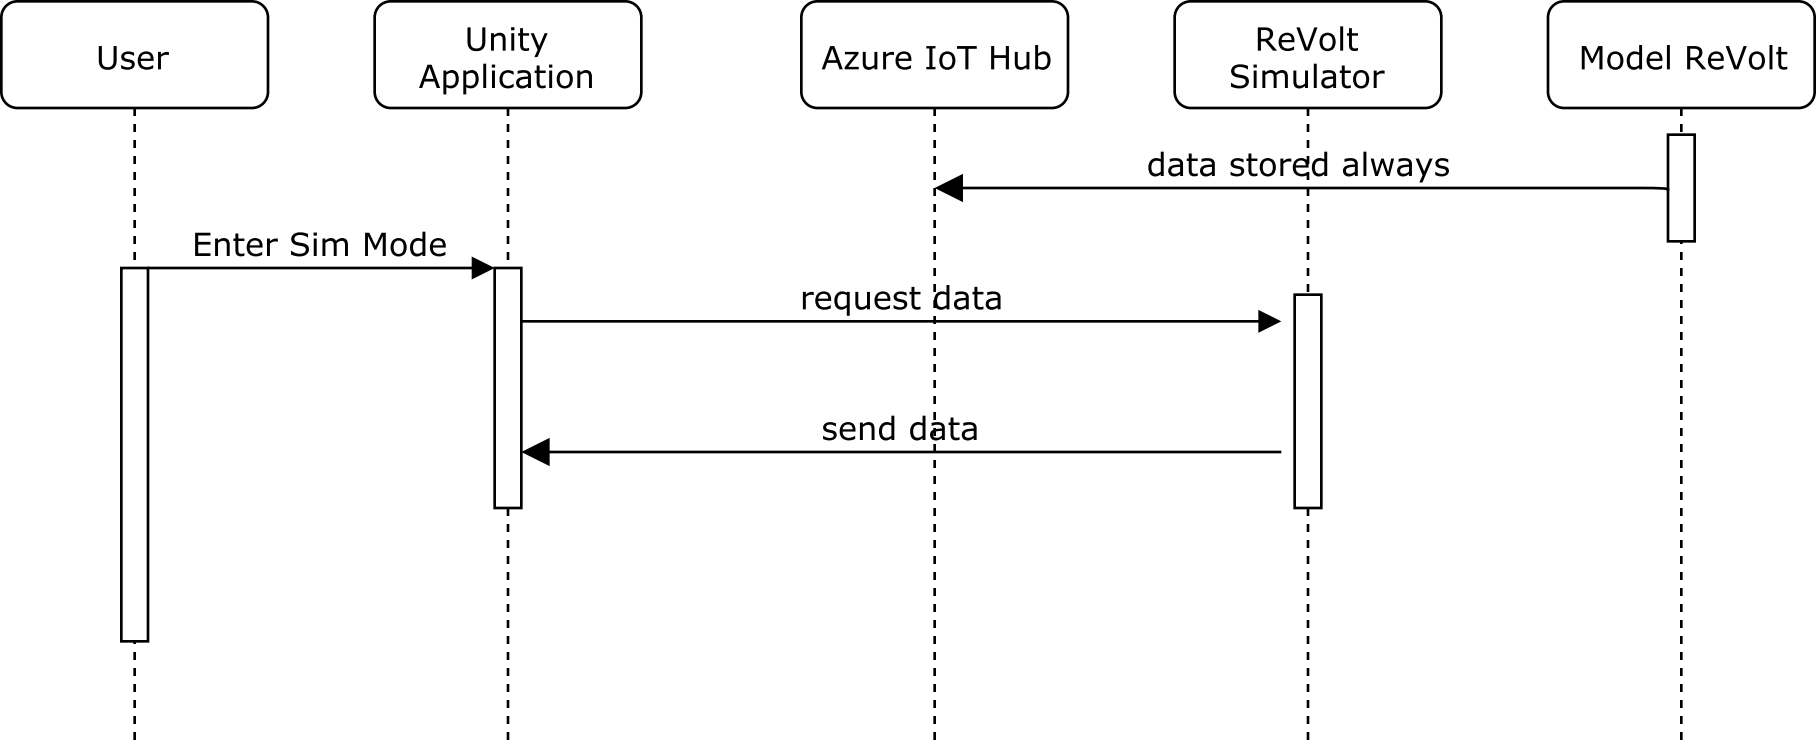 User
Unity
Application
Azure IoT Hub
ReVolt
Simulator
Model ReVolt
data stored always
Enter Sim Mode
request data
send data